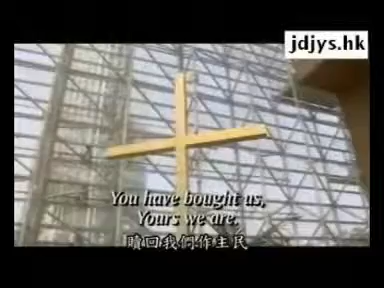 jdjys.hk
You have bought us,
Yours we are.
贖回我們作主民